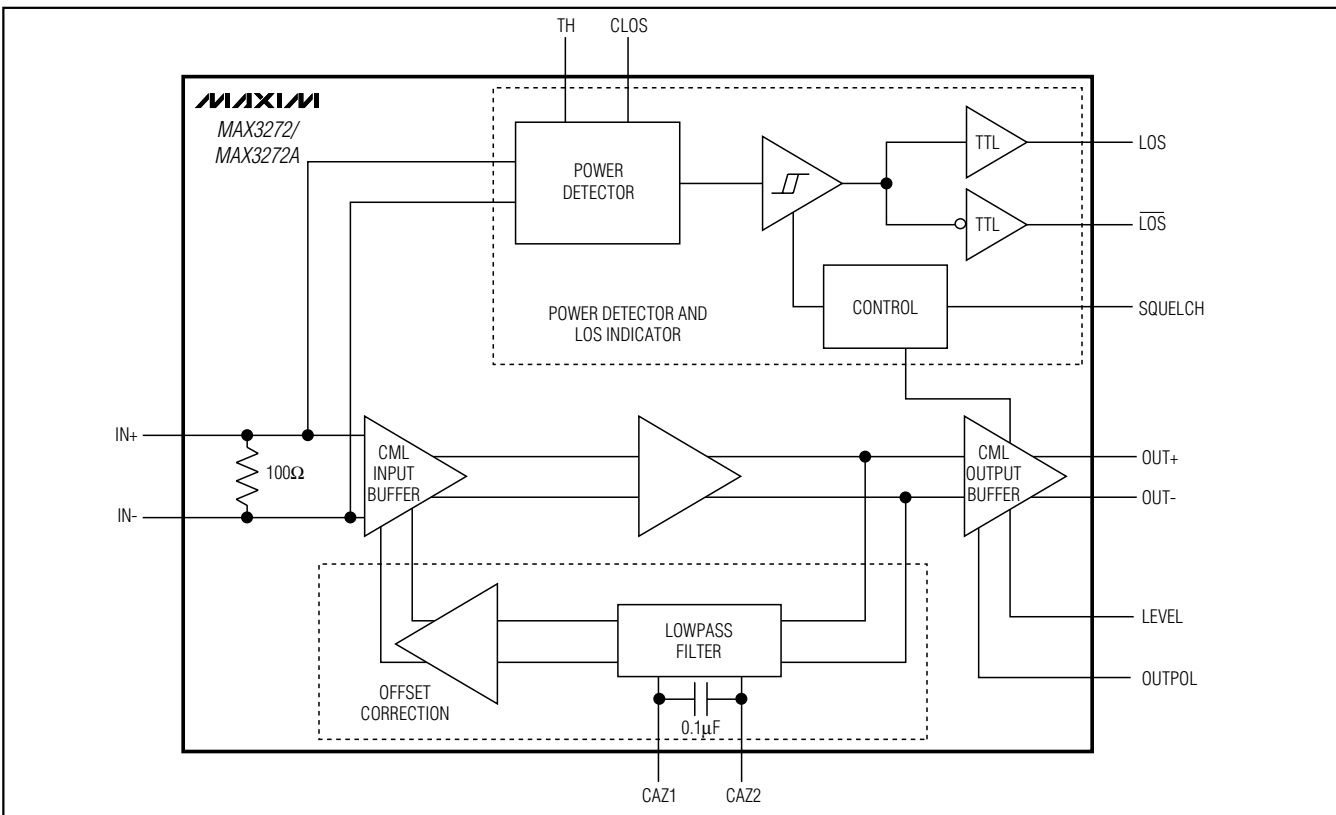 TH CLOS
MAXIM
MAX3272/
MAX3272A
POWER
DETECTOR
TTL
LOS
TTL
LOS
CONTROL
SQUELCH
POWER DETECTOR AND
LOS INDICATOR
IN+
100Ω
IN-
CML
INPUT
BUFFER
CML
OUTPUT
BUFFER
OUT+
OUT-
LOWPASS
FILTER
LEVEL
OFFSET
CORRECTION
0.1μF
OUTPOL
CAZ1 CAZ2